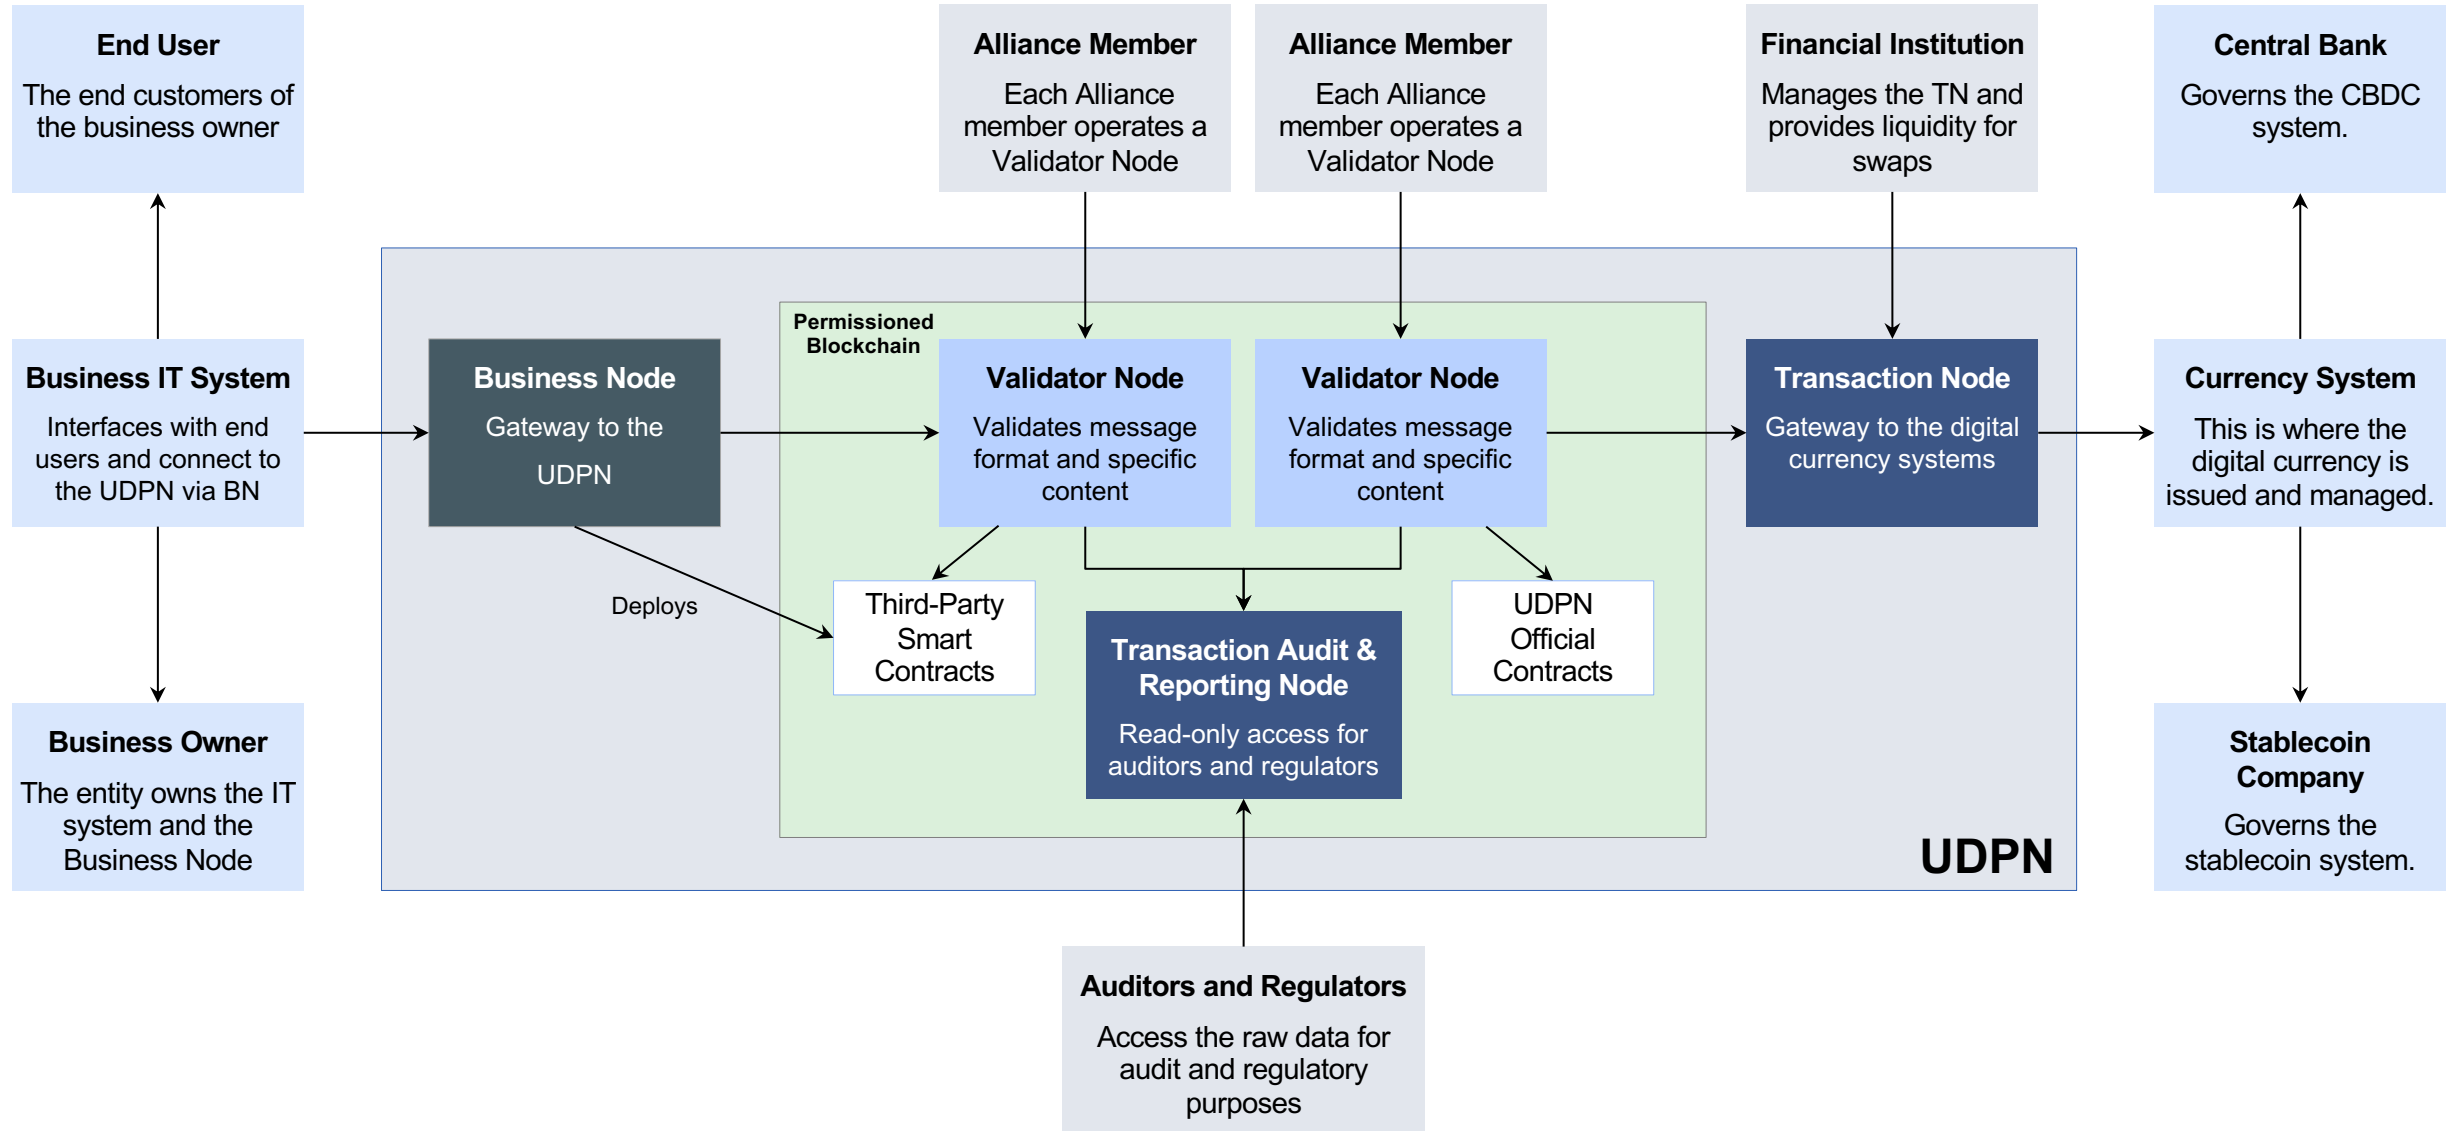 End User
The end customers of
the business owner
Alliance Member
Each Alliance
member operates a
Validator Node
Alliance Member
Each Alliance
member operates a
Validator Node
Financial Institution
Manages the TN and
provides liquidity for
swaps
Central Bank
Governs the CBDC
system.
Permissioned
Blockchain
Business IT System
Interfaces with end
users and connect to
the UDPN via BN
Business Node
Gateway to the
UDPN
Validator Node
Validates message
format and specific
content
Validator Node
Validates message
format and specific
content
Transaction Node
Gateway to the digital
currency systems
Currency System
This is where the
digital currency is
issued and managed.
Deploys
Third-Party
Smart
Contracts
Transaction Audit &
Reporting Node
Read-only access for
auditors and regulators
UDPN
Official
Contracts
Business Owner
The entity owns the IT
system and the
Business Node
UDPN
Stablecoin
Company
Governs the
stablecoin system.
Auditors and Regulators
Access the raw data for
audit and regulatory
purposes